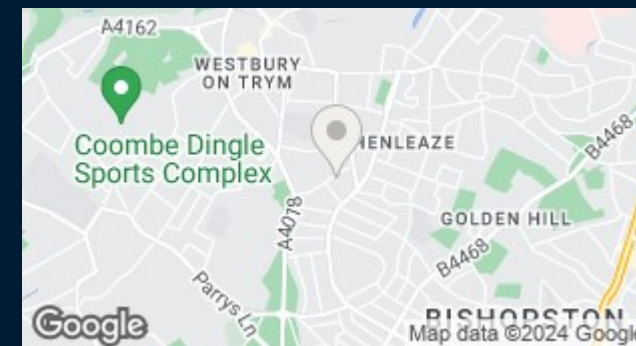 A4162
WESTBURY
ON TRYM
Coombe Dingle
Sports Complex
HENLEAZE
B4468
GOLDEN HILL
A4018
B4468
Parrys Ln
BISHOPSTON
Google
Map data ©2024 Google